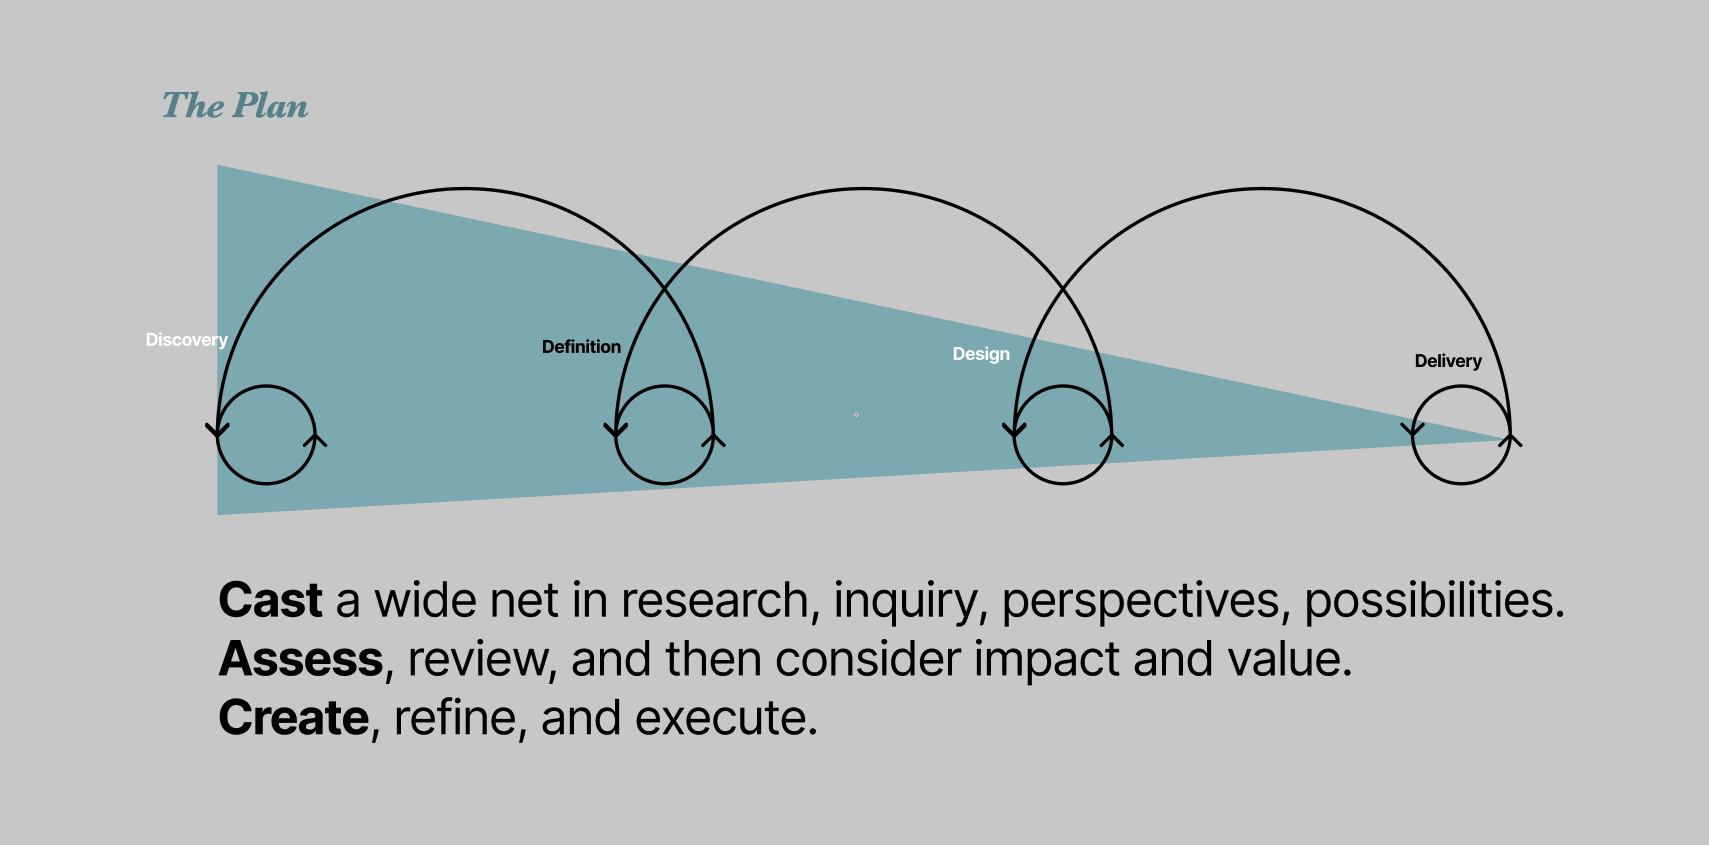 The Plan
Discovery
Definition
Design
Delivery
Cast a wide net in research, inquiry, perspectives, possibilities.
Assess, review, and then consider impact and value.
Create, refine, and execute.